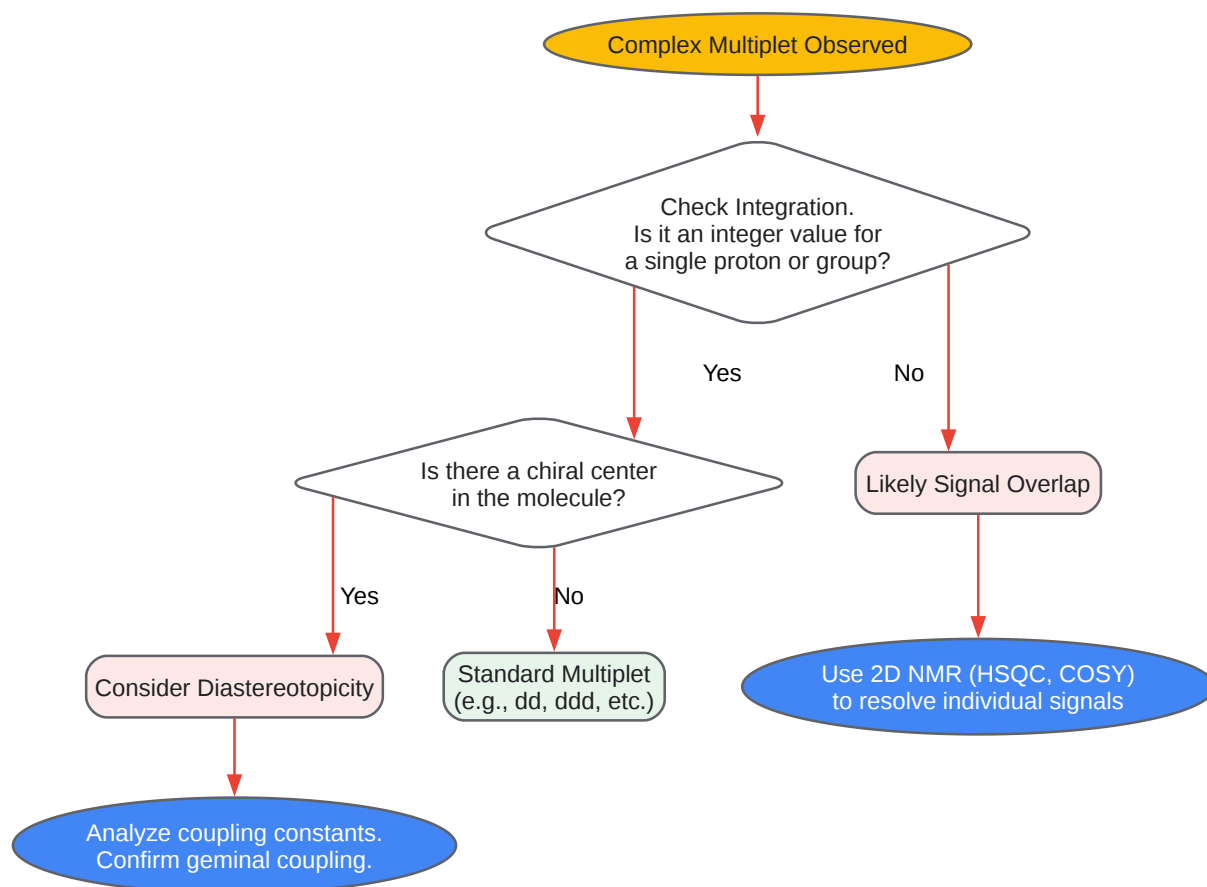 Complex Multiplet Observed
Check Integration.
Is it an integer value for
a single proton or group?
Yes
No
Is there a chiral center
in the molecule?
Likely Signal Overlap
Yes
No
Consider Diastereotopicity
Standard Multiplet
(e.g., dd, ddd, etc.)
Use 2D NMR (HSQC, COSY)
to resolve individual signals
Analyze coupling constants.
Confirm geminal coupling.